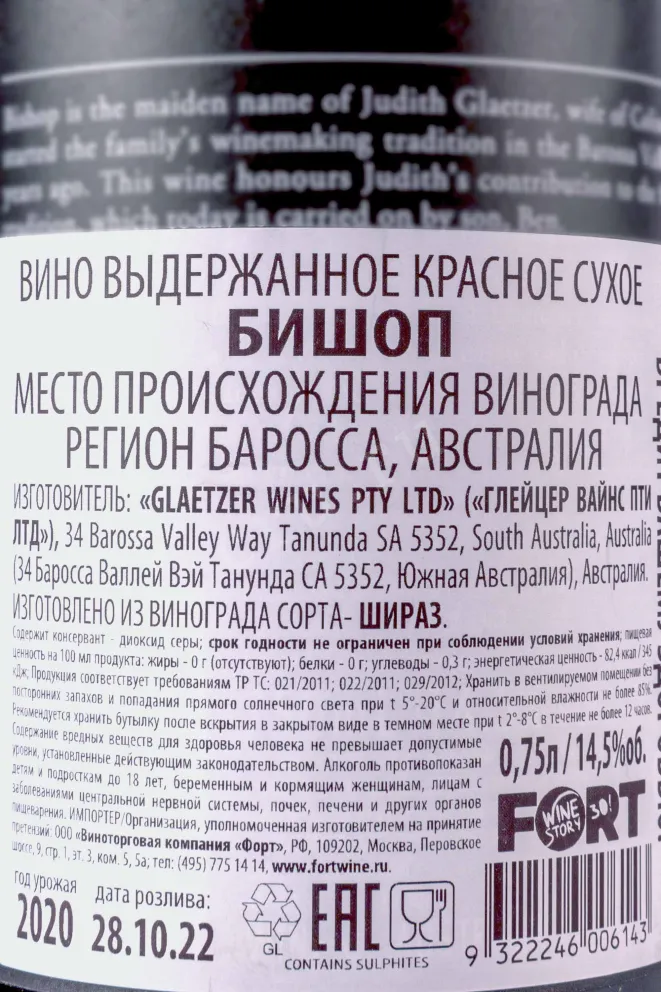 Bishop is the maiden name of Judith Glaetzer, wife of
started the family's winemaking tradition in the Barossa
years ago. This wine honours Judith's contribution to the
which today is carried on by son, Ben.
ВИНО ВЫДЕРЖАННОЕ КРАСНОЕ СУХОЕ
БИШОП
МЕСТО ПРОИСХОЖДЕНИЯ ВИНОГРАДА
РЕГИОН БАРОССА, АВСТРАЛИЯ
ИЗГОТОВИТЕЛЬ: «GLAETZER WINES PTY LTD» («ГЛЕЙЦЕР ВАЙНС ПТИ
ЛТД»), 34 Barossa Valley Way Tanunda SA 5352, South Australia, Australia
(34 Баросса Валлей Вэй Танунда СА 5352, Южная Австралия), Австралия.
ИЗГОТОВЛЕНО ИЗ ВИНОГРАДА СОРТА- ШИРАЗ.
Содержит консервант - диоксид серы; срок годности не ограничен при соблюдении условий хранения; пищевая
ценность на 100 мл продукта: жиры - 0 г (отсутствуют); белки - 0 г; углеводы - 0,3 г; энергетическая ценность - 82,4 ккал / 345
кДж; Продукция соответствует требованиям ТР ТС: 021/2011; 022/2011; 029/2012; Хранить в вентилируемом помещении без
посторонних запахов и попадания прямого солнечного света при t 5°-20°С и относительной влажности не более 85%.
Рекомендуется хранить бутылку после вскрытия в закрытом виде в темном месте при t 2°-8°С в течение не более 12 часов.
Содержание вредных веществ для здоровья человека не превышает допустимые
уровни, установленные действующим законодательством. Алкоголь противопоказан
детям и подросткам до 18 лет, беременным и кормящим женщинам, лицам с
заболеваниями центральной нервной системы, почек, печени и других органов
пищеварения. ИМПОРТЕР/Организация, уполномоченная изготовителем на принятие
претензий: ООО «Виноторговая компания «Форт», РФ, 109202, Москва, Перовское
шоссе, 9, стр. 1, эт. 3, ком. 5, 5а; тел: (495) 775 14 14, www.fortwine.ru.
0,75л / 14,5%об.
FORT
WINE
STORY
30!
год урожая
2020
дата розлива:
28.10.22
GL
EAC
CONTAINS SULPHITES
9 322246 006143